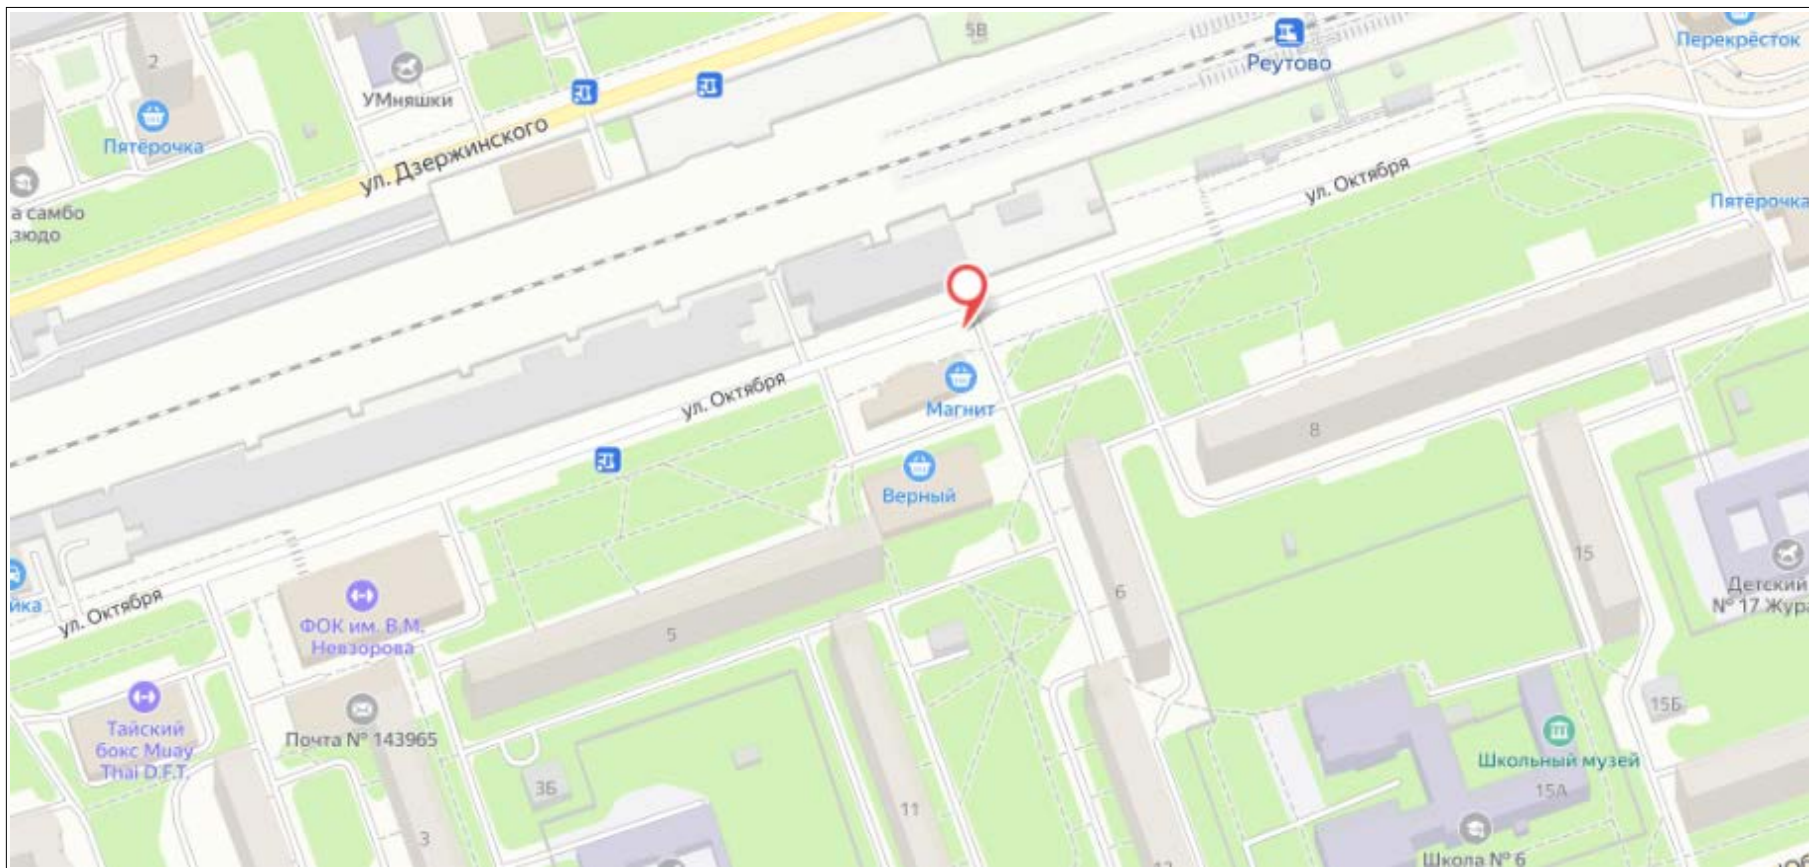 5В
Реутово
Перекрёсток
2
УМняшки
Пятёрочка
ул. Дзержинского
а самбо
зюдо
ул. Октября
Пятёрочка
ул. Октября
Магнит
8
Верный
15
йка
ул. Октября
ФОК им. В.М.
Невзорова
5
6
Детский
№ 17 Жура
Тайский
бокс Muay
Thai D.F.T.
Почта № 143965
15Б
Школьный музей
15А
3Б
11
3
Школа № 6